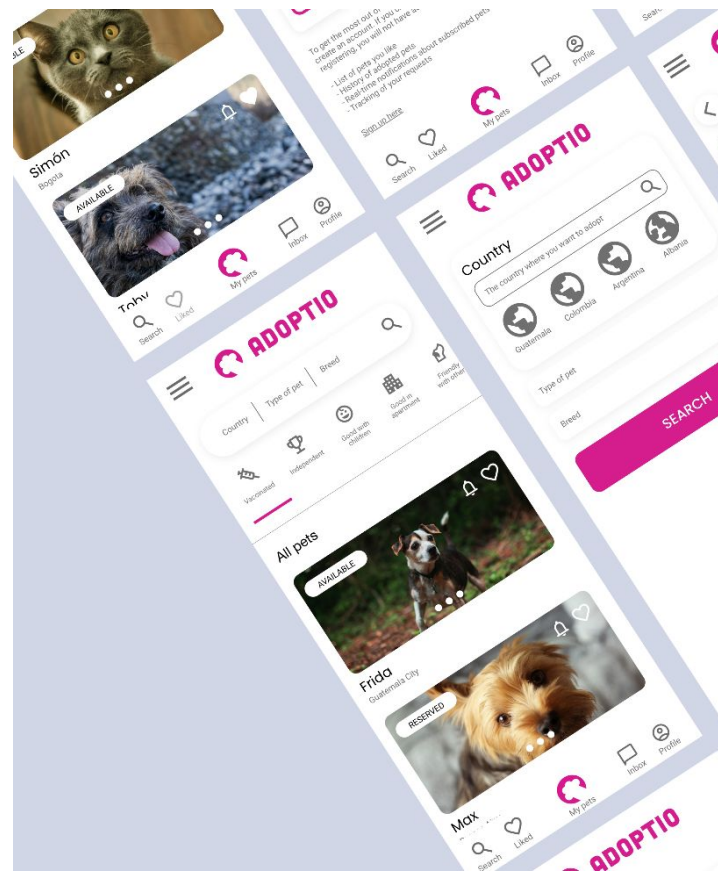 Simón
Bogota
AVAILABLE
Toby
Search
Liked
My pets
Inbox
Profile
To get the most out of
create an account. If you
registering, you will not have
- List of pets you like
- History of adopted pets
- Real-time notifications about subscribed pets
- Tracking of your requests
Sign up here
Search
Liked
My pets
Inbox
Profile
ADOPTIO
Country
Type of pet
Breed
Vaccinated
Independent
Good with
children
Good in
apartment
Friendly
with other
All pets
AVAILABLE
Frida
Guatemala City
RESERVED
Max
Search
Liked
My pets
Inbox
Profile
ADOPTIO
Country
The country where you want to adopt
Guatemala
Colombia
Argentina
Albania
Type of pet
Breed
SEARCH
ADOPTIO